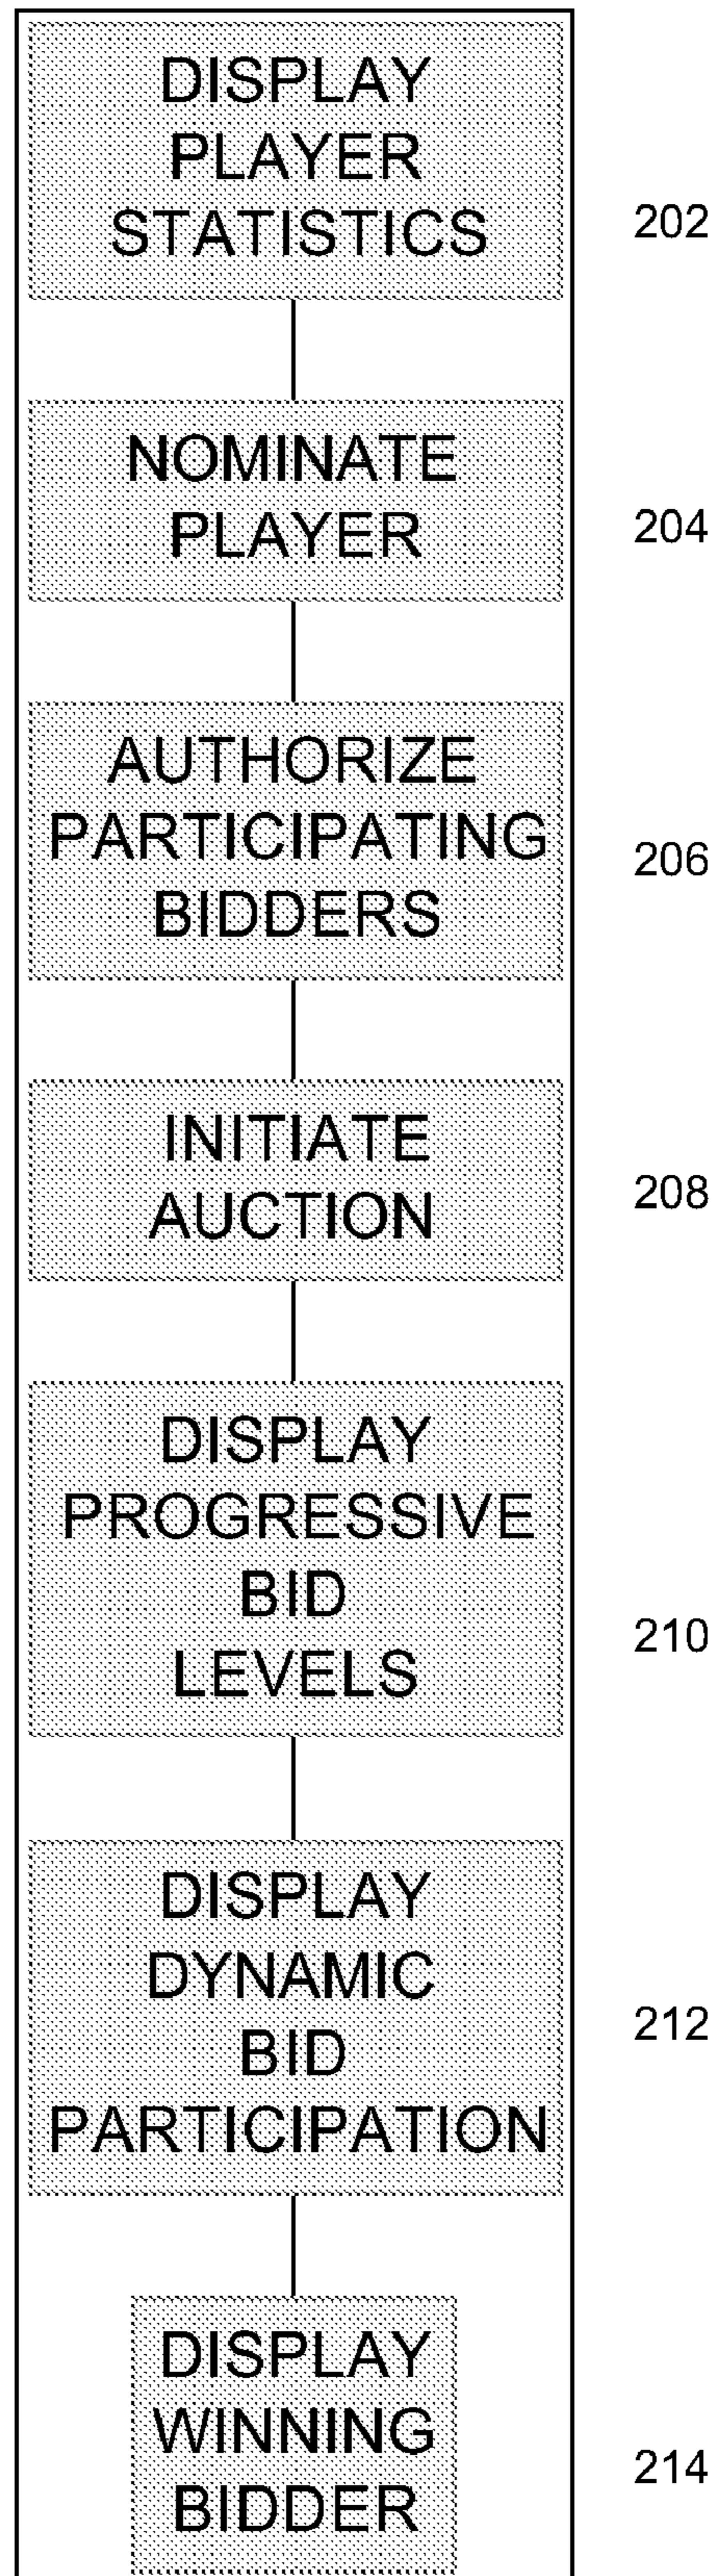 DISPLAY
PLAYER
STATISTICS
202
NOMINATE
PLAYER
204
AUTHORIZE
PARTICIPATING
BIDDERS
206
INITIATE
AUCTION
208
DISPLAY
PROGRESSIVE
BID
LEVELS
210
DISPLAY
DYNAMIC
BID
PARTICIPATION
212
DISPLAY
WINNING
BIDDER
214